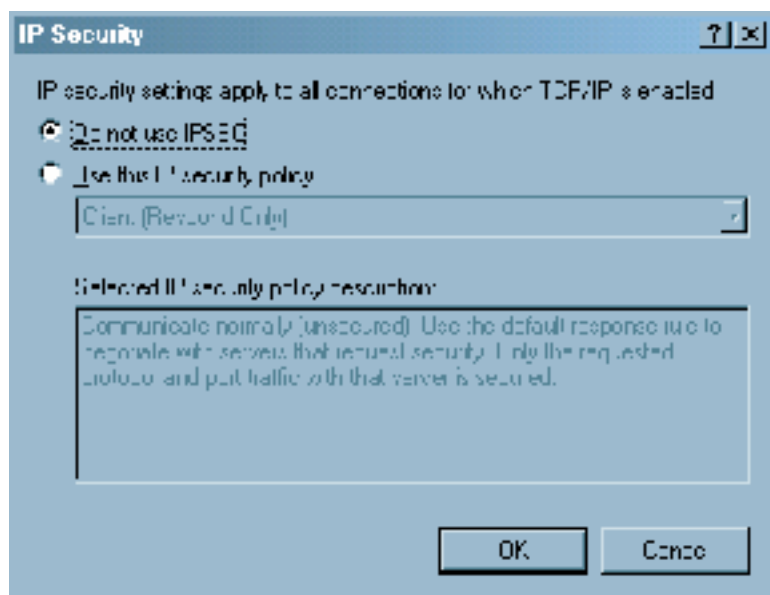 IP Security
IP security settings apply to all connections for which TCP/IP is enabled
Do not use IPSEC
Use this IP security policy
Client (Respond Only)
Selected IP security policy description:
Communicate normally (unsecured). Use the default response rule to
negotiate with servers that request security. Only the requested
protocol and port traffic with that server is secured.
OK
Cancel